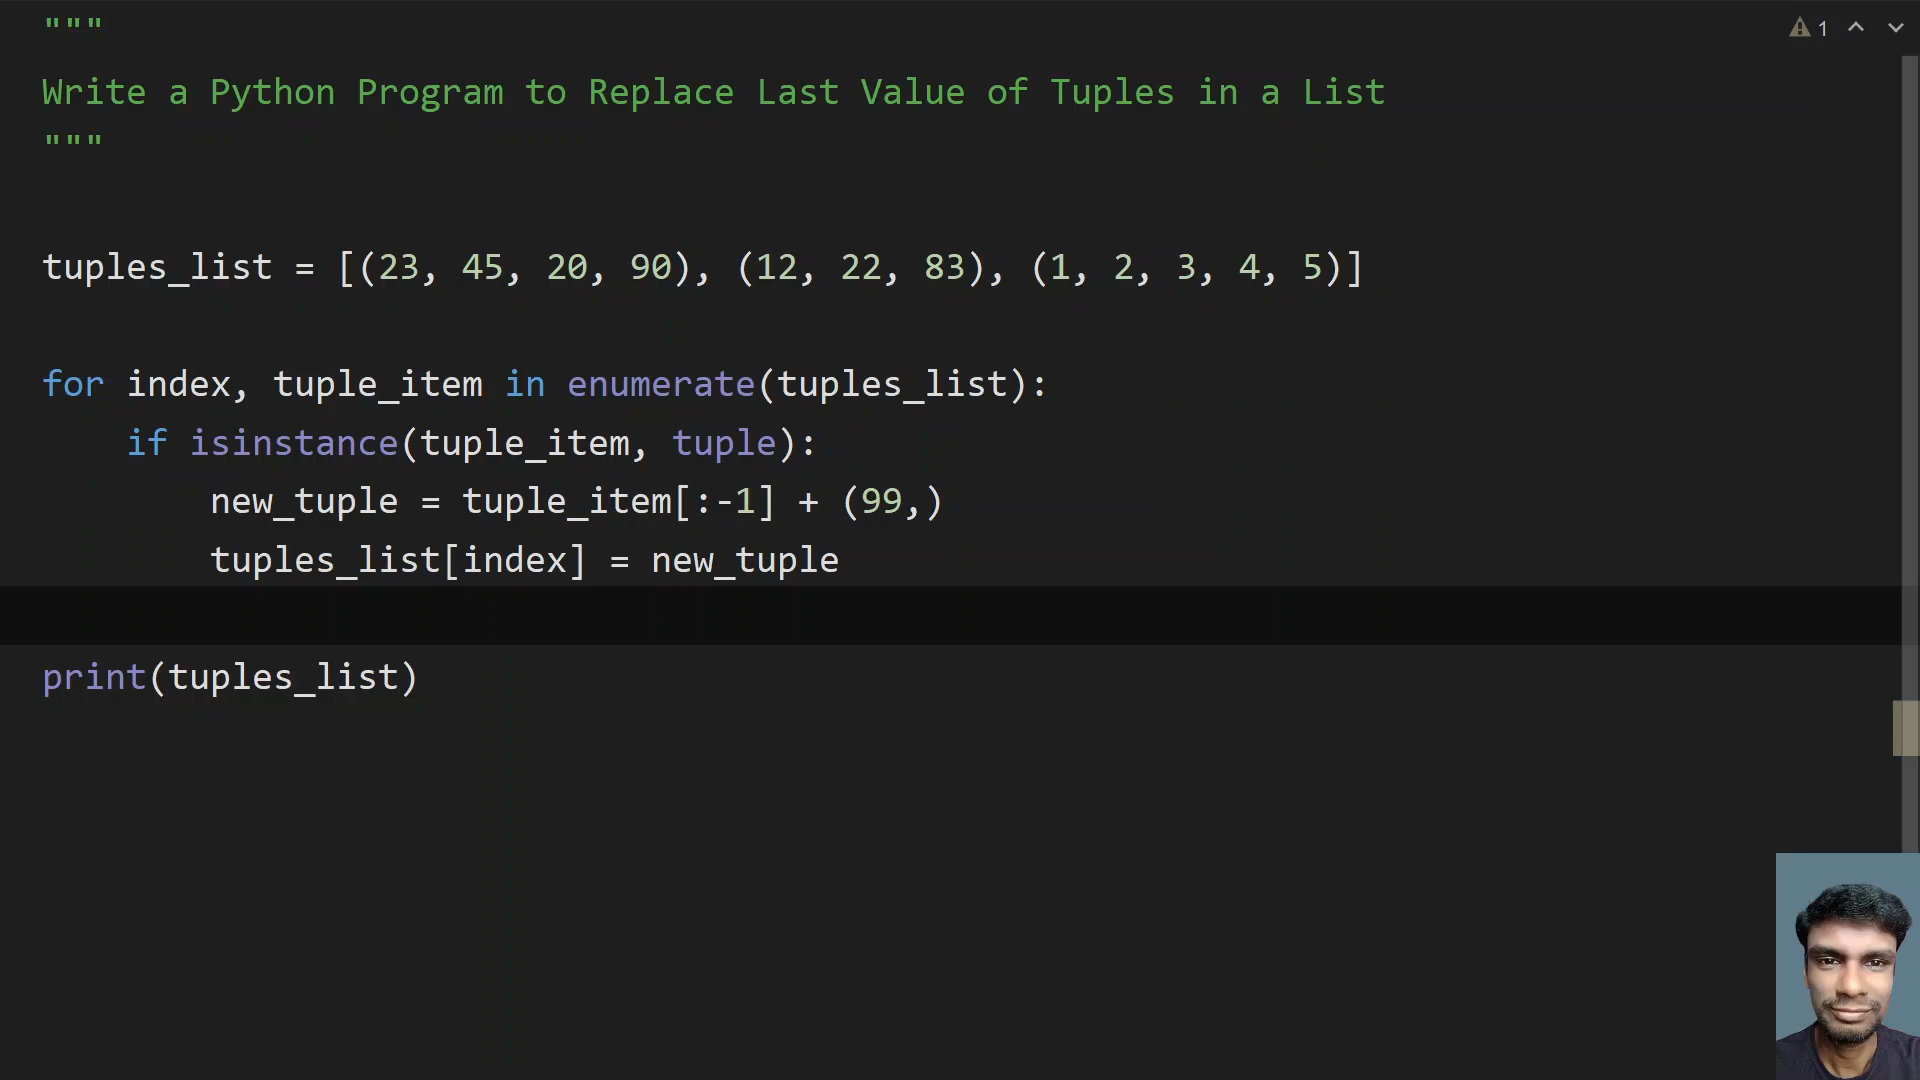 """
1
Write a Python Program to Replace Last Value of Tuples in a List
"""
tuples_list = [(23, 45, 20, 90), (12, 22, 83), (1, 2, 3, 4, 5)]
for index, tuple_item in enumerate(tuples_list):
    if isinstance(tuple_item, tuple):
        new_tuple = tuple_item[:-1] + (99,)
        tuples_list[index] = new_tuple
print(tuples_list)